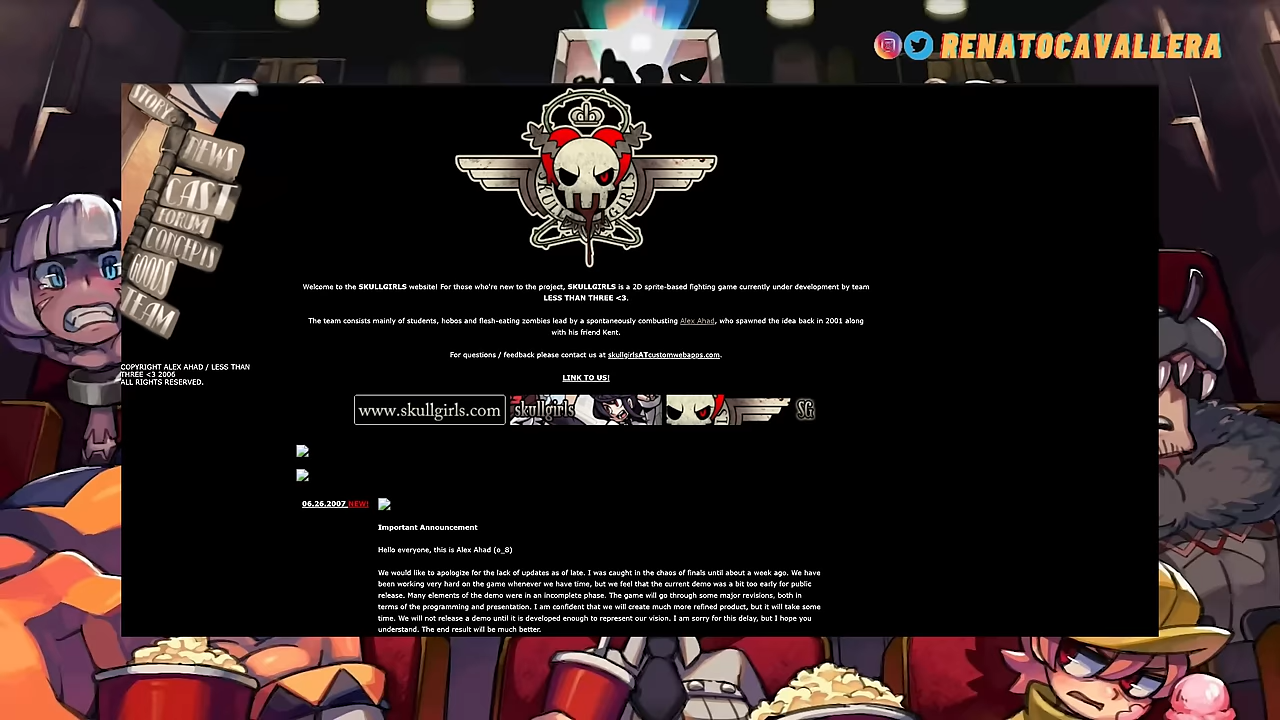 RENATOCAVALLERA
STORY
NEWS
CAST
FORUM
CONCEPTS
GOODS
TEAM
SKULLGIRLS
Welcome to the SKULLGIRLS website! For those who're new to the project, SKULLGIRLS is a 2D sprite-based fighting game currently under development by team
LESS THAN THREE <3.
The team consists mainly of students, hobos and flesh-eating zombies lead by a spontaneously combusting Alex Ahad, who spawned the idea back in 2001 along
with his friend Kent.
For questions / feedback please contact us at skullgirlsATcustomwebapps.com.
COPYRIGHT ALEX AHAD / LESS THAN
THREE <3 2006
ALL RIGHTS RESERVED.
LINK TO US!
www.skullgirls.com skullgirls SG
06.26.2007 NEW!
Important Announcement
Hello everyone, this is Alex Ahad (o_8)
We would like to apologize for the lack of updates as of late. I was caught in the chaos of finals until about a week ago. We have
been working very hard on the game whenever we have time, but we feel that the current demo was a bit too early for public
release. Many elements of the demo were in an incomplete phase. The game will go through some major revisions, both in
terms of the programming and presentation. I am confident that we will create much more refined product, but it will take some
time. We will not release a demo until it is developed enough to represent our vision. I am sorry for this delay, but I hope you
understand. The end result will be much better.